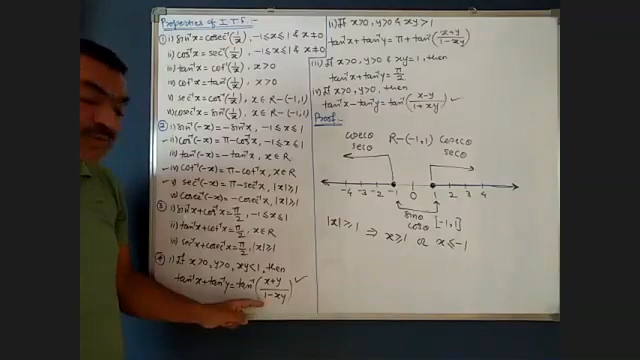 Properties of I.T.F. :-
① i) sin⁻¹x = cosec⁻¹(1/x), -1≤x≤1 & x≠0
ii) cos⁻¹x = sec⁻¹(1/x), -1≤x≤1 & x≠0
iii) tan⁻¹x = cot⁻¹(1/x), x>0
iv) cot⁻¹x = tan⁻¹(1/x), x>0
v) sec⁻¹x = cos⁻¹(1/x), x∈R-(-1,1)
vi) cosec⁻¹x = sin⁻¹(1/x), x∈R-(-1,1)
② i) sin⁻¹(-x) = -sin⁻¹x, -1≤x≤1
ii) cos⁻¹(-x) = π-cos⁻¹x, -1≤x≤1
iii) tan⁻¹(-x) = -tan⁻¹x, x∈R
iv) cot⁻¹(-x) = π-cot⁻¹x, x∈R
v) sec⁻¹(-x) = π-sec⁻¹x, |x|≥1
vi) cosec⁻¹(-x) = -cosec⁻¹x, |x|≥1
③ i) sin⁻¹x + cos⁻¹x = π/2, -1≤x≤1
ii) tan⁻¹x + cot⁻¹x = π/2, x∈R
iii) sec⁻¹x + cosec⁻¹x = π/2, |x|≥1
④ i) If x>0, y>0, xy<1, then
tan⁻¹x + tan⁻¹y = tan⁻¹((x+y)/(1-xy)) ✓
ii) If x>0, y>0 & xy>1
tan⁻¹x + tan⁻¹y = π + tan⁻¹((x+y)/(1-xy))
iii) If x>0, y>0 & xy=1, then
tan⁻¹x + tan⁻¹y = π/2
iv) If x>0, y>0, then
tan⁻¹x - tan⁻¹y = tan⁻¹((x-y)/(1+xy)) ✓
Proof:-
cosecθ R-(-1,1) cosecθ
secθ secθ
-4 -3 -2 -1 0 1 2 3 4
sinθ
cosθ [-1,1]
|x|≥1 ⇒ x≥1 or x≤-1